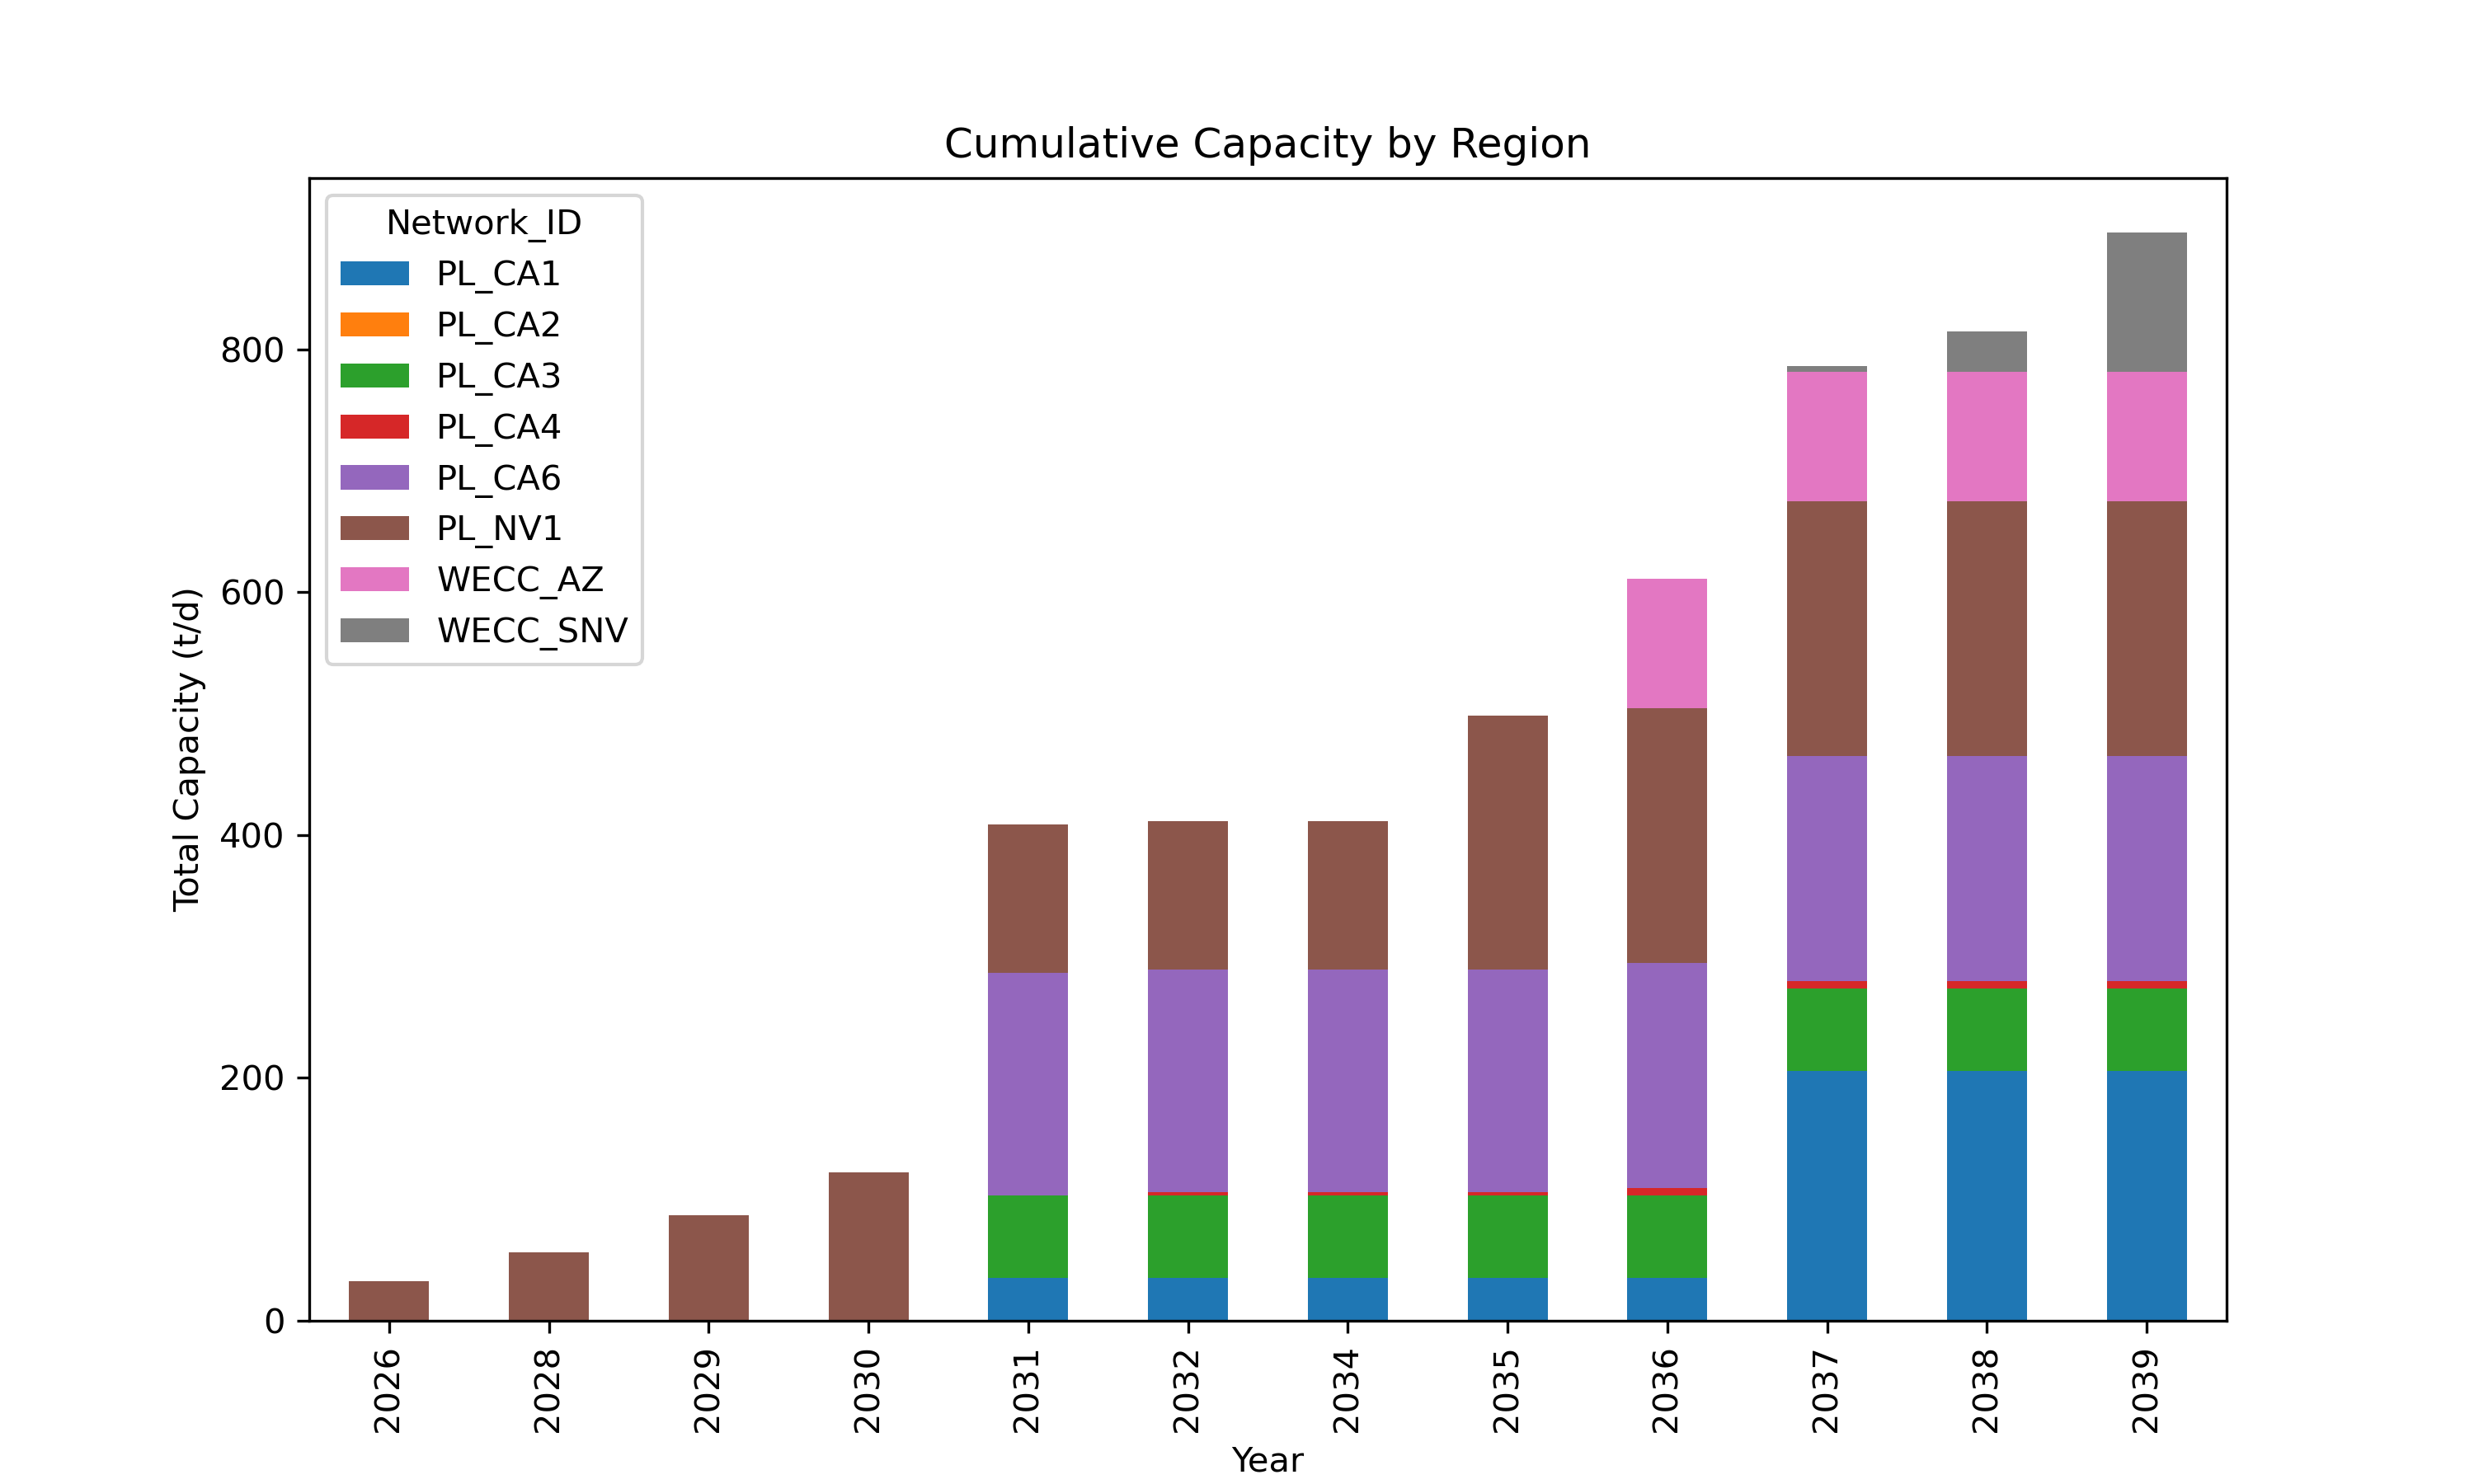 Cumulative Capacity by Region
Network_ID
PL_CA1
PL_CA2
PL_CA3
PL_CA4
PL_CA6
PL_NV1
WECC_AZ
WECC_SNV
Total Capacity (t/d)
800
600
400
200
0
2026
2028
2029
2030
2031
2032
2034
2035
2036
2037
2038
2039
Year